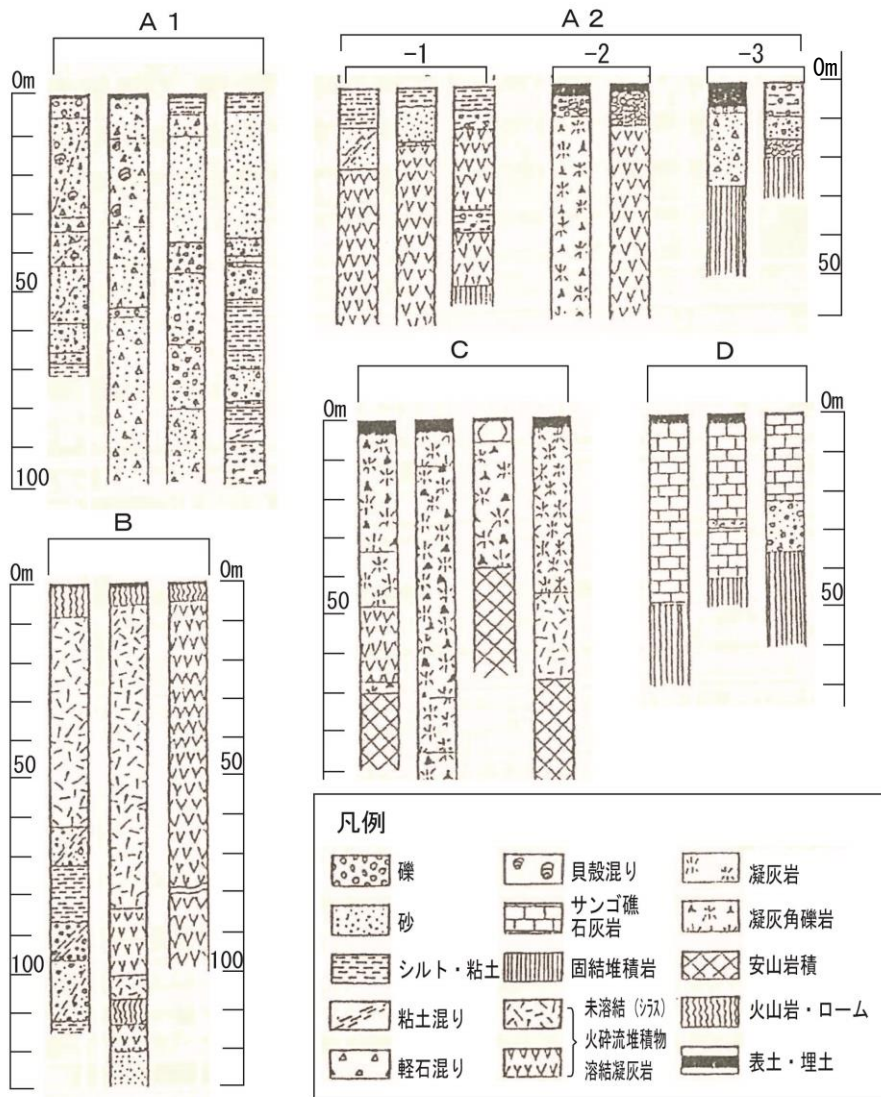 A 1
0m
50
100
A 2
-1
-2
-3
0m
50
B
0m
50
100
0m
50
100
C
0m
50
D
0m
50
凡例
礫
砂
シルト・粘土
粘土混り
軽石混り
貝殻混り
サンゴ礁
石灰岩
固結堆積岩
未溶結（シラス）
火砕流堆積物
溶結凝灰岩
凝灰岩
凝灰角礫岩
安山岩積
火山岩・ローム
表土・埋土